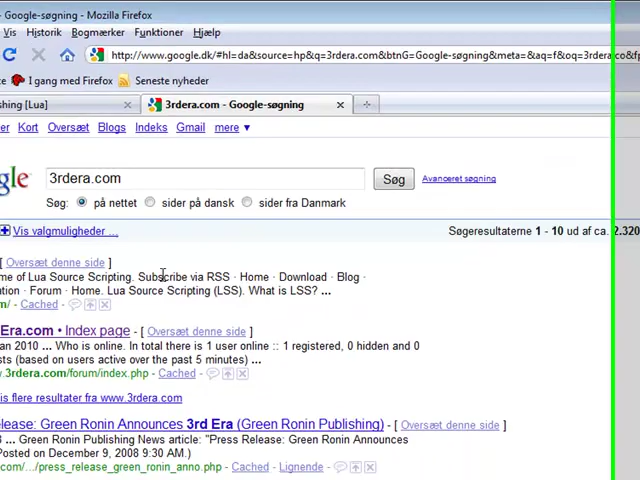 - Google-søgning - Mozilla Firefox
Vis Historik Bogmærker Funktioner Hjælp
http://www.google.dk/#hl=da&source=hp&q=3rdera.com&btnG=Google-søgning&meta=&aq=f&oq=3rdera.co&fp
te I gang med Firefox Seneste nyheder
shing [Lua] 3rdera.com - Google-søgning
er Kort Oversæt Blogs Indeks Gmail mere ▼
gle 3rdera.com Søg Avanceret søgning
Søg: på nettet sider på dansk sider fra Danmark
Vis valgmuligheder ... Søgeresultaterne 1 - 10 ud af ca. 2.320
[ Oversæt denne side ]
me of Lua Source Scripting. Subscribe via RSS · Home · Download · Blog ·
ation · Forum · Home. Lua Source Scripting (LSS). What is LSS? ...
m/ - Cached -
Era.com • Index page - [ Oversæt denne side ]
an 2010 ... Who is online. In total there is 1 user online :: 1 registered, 0 hidden and 0
sts (based on users active over the past 5 minutes) ...
w.3rdera.com/forum/index.php - Cached -
is flere resultater fra www.3rdera.com
elease: Green Ronin Announces 3rd Era (Green Ronin Publishing) - [ Oversæt denne side ]
3 ... Green Ronin Publishing News article: "Press Release: Green Ronin Announces
Posted on December 9, 2008 9:30 AM.)
com/.../press_release_green_ronin_anno.php - Cached - Lignende -